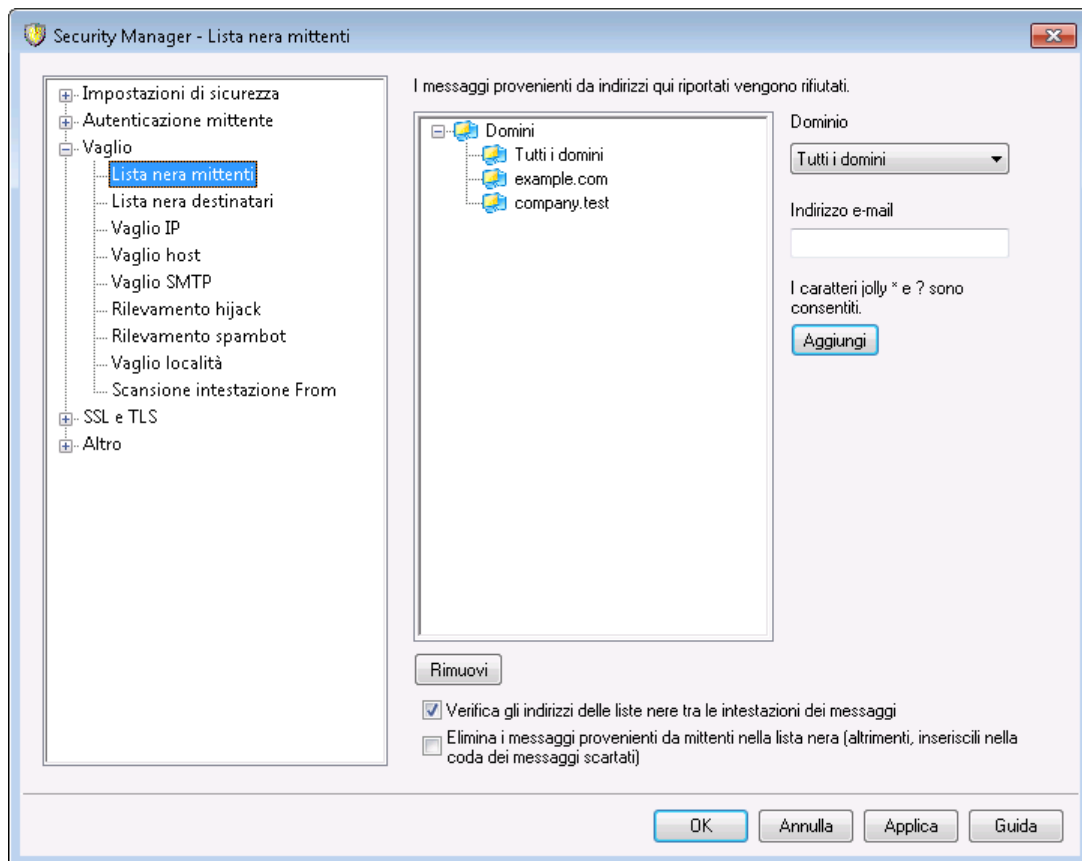 Security Manager - Lista nera mittenti
Impostazioni di sicurezza
Autenticazione mittente
Vaglio
Lista nera mittenti
Lista nera destinatari
Vaglio IP
Vaglio host
Vaglio SMTP
Rilevamento hijack
Rilevamento spambot
Vaglio località
Scansione intestazione From
SSL e TLS
Altro
I messaggi provenienti da indirizzi qui riportati vengono rifiutati.
Domini
Tutti i domini
example.com
company.test
Dominio
Tutti i domini
Indirizzo e-mail
I caratteri jolly * e ? sono
consentiti.
Aggiungi
Rimuovi
Verifica gli indirizzi delle liste nere tra le intestazioni dei messaggi
Elimina i messaggi provenienti da mittenti nella lista nera (altrimenti, inseriscili nella
coda dei messaggi scartati)
OK
Annulla
Applica
Guida